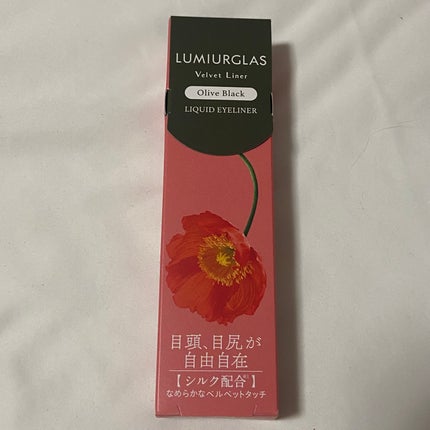 LUMIURGLAS
Velvet Liner
Olive Black
LIQUID EYELINER
目頭、目尻が
自由自在
【シルク配合】
なめらかなベルベットタッチ